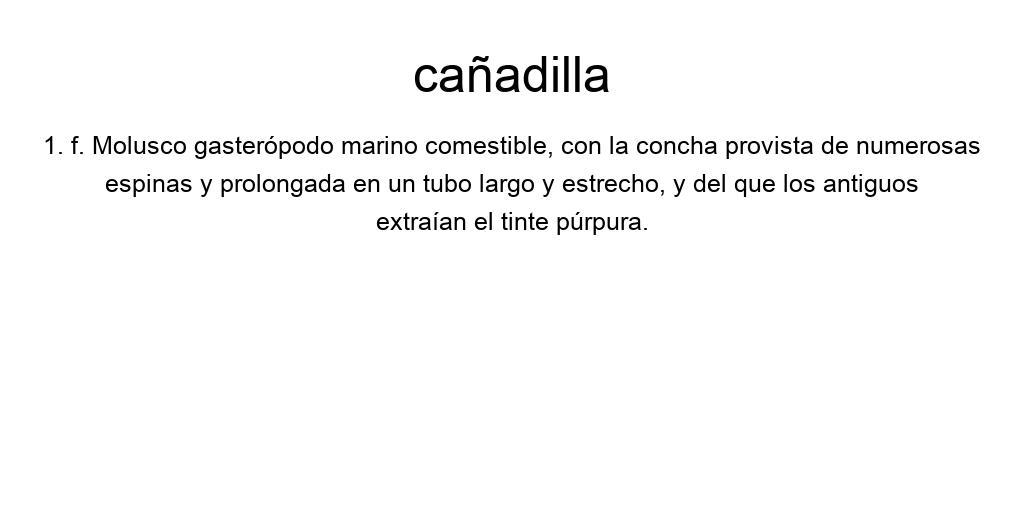 cañadilla
1. f. Molusco gasterópodo marino comestible, con la concha provista de numerosas
espinas y prolongada en un tubo largo y estrecho, y del que los antiguos
extraían el tinte púrpura.